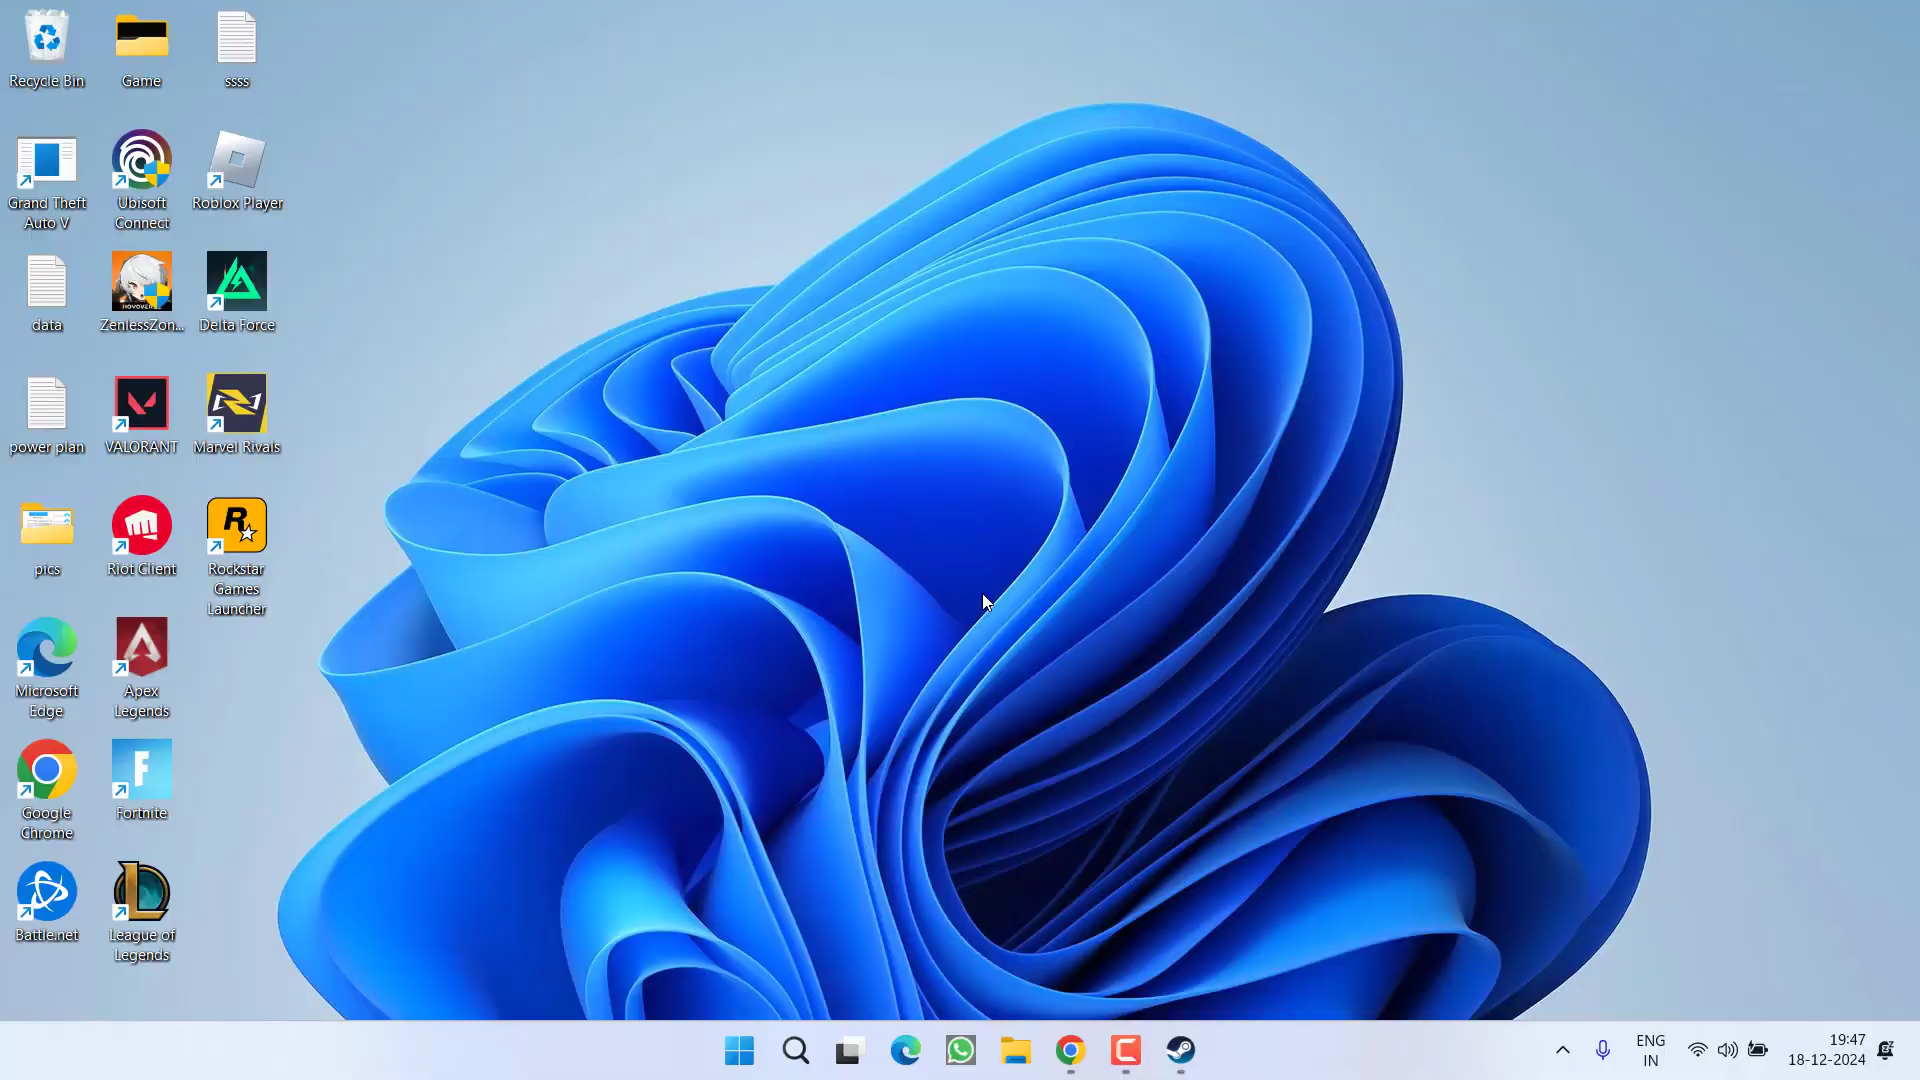 Recycle Bin
Game
ssss
Grand Theft
Auto V
Ubisoft
Connect
Roblox Player
data
HOYOVER
ZenlessZon...
Delta Force
power plan
VALORANT
Marvel Rivals
pics
Riot Client
R
Rockstar
Games
Launcher
Microsoft
Edge
Apex
Legends
Google
Chrome
F
Fortnite
Battle.net
L
League of
Legends
C
ENG
IN
19:47
18-12-2024